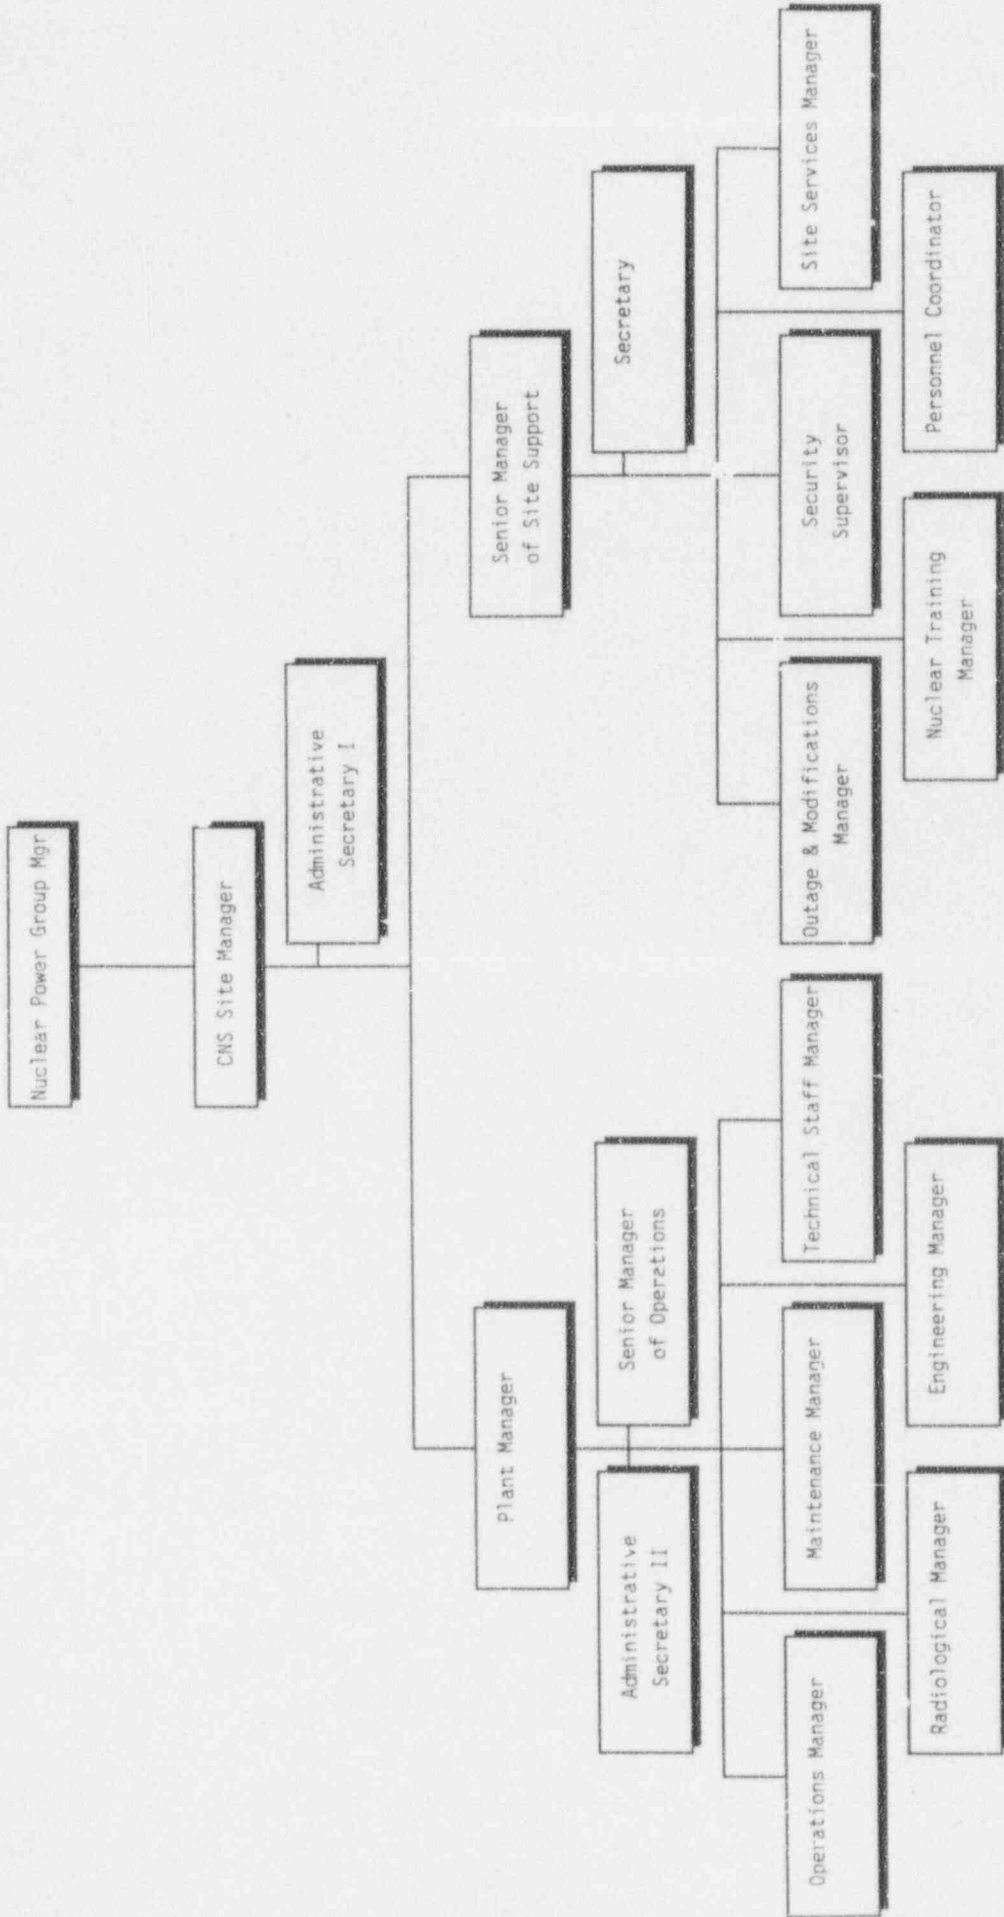 Nuclear Power Group Mgr
CNS Site Manager
Administrative
Secretary I
Plant Manager
Senior Manager
of Site Support
Administrative
Secretary II
Senior Manager
of Operations
Secretary
Operations Manager
Maintenance Manager
Technical Staff Manager
Outage & Modifications
Manager
Security
Supervisor
Site Services Manager
Radiological Manager
Engineering Manager
Nuclear Training
Manager
Personnel Coordinator